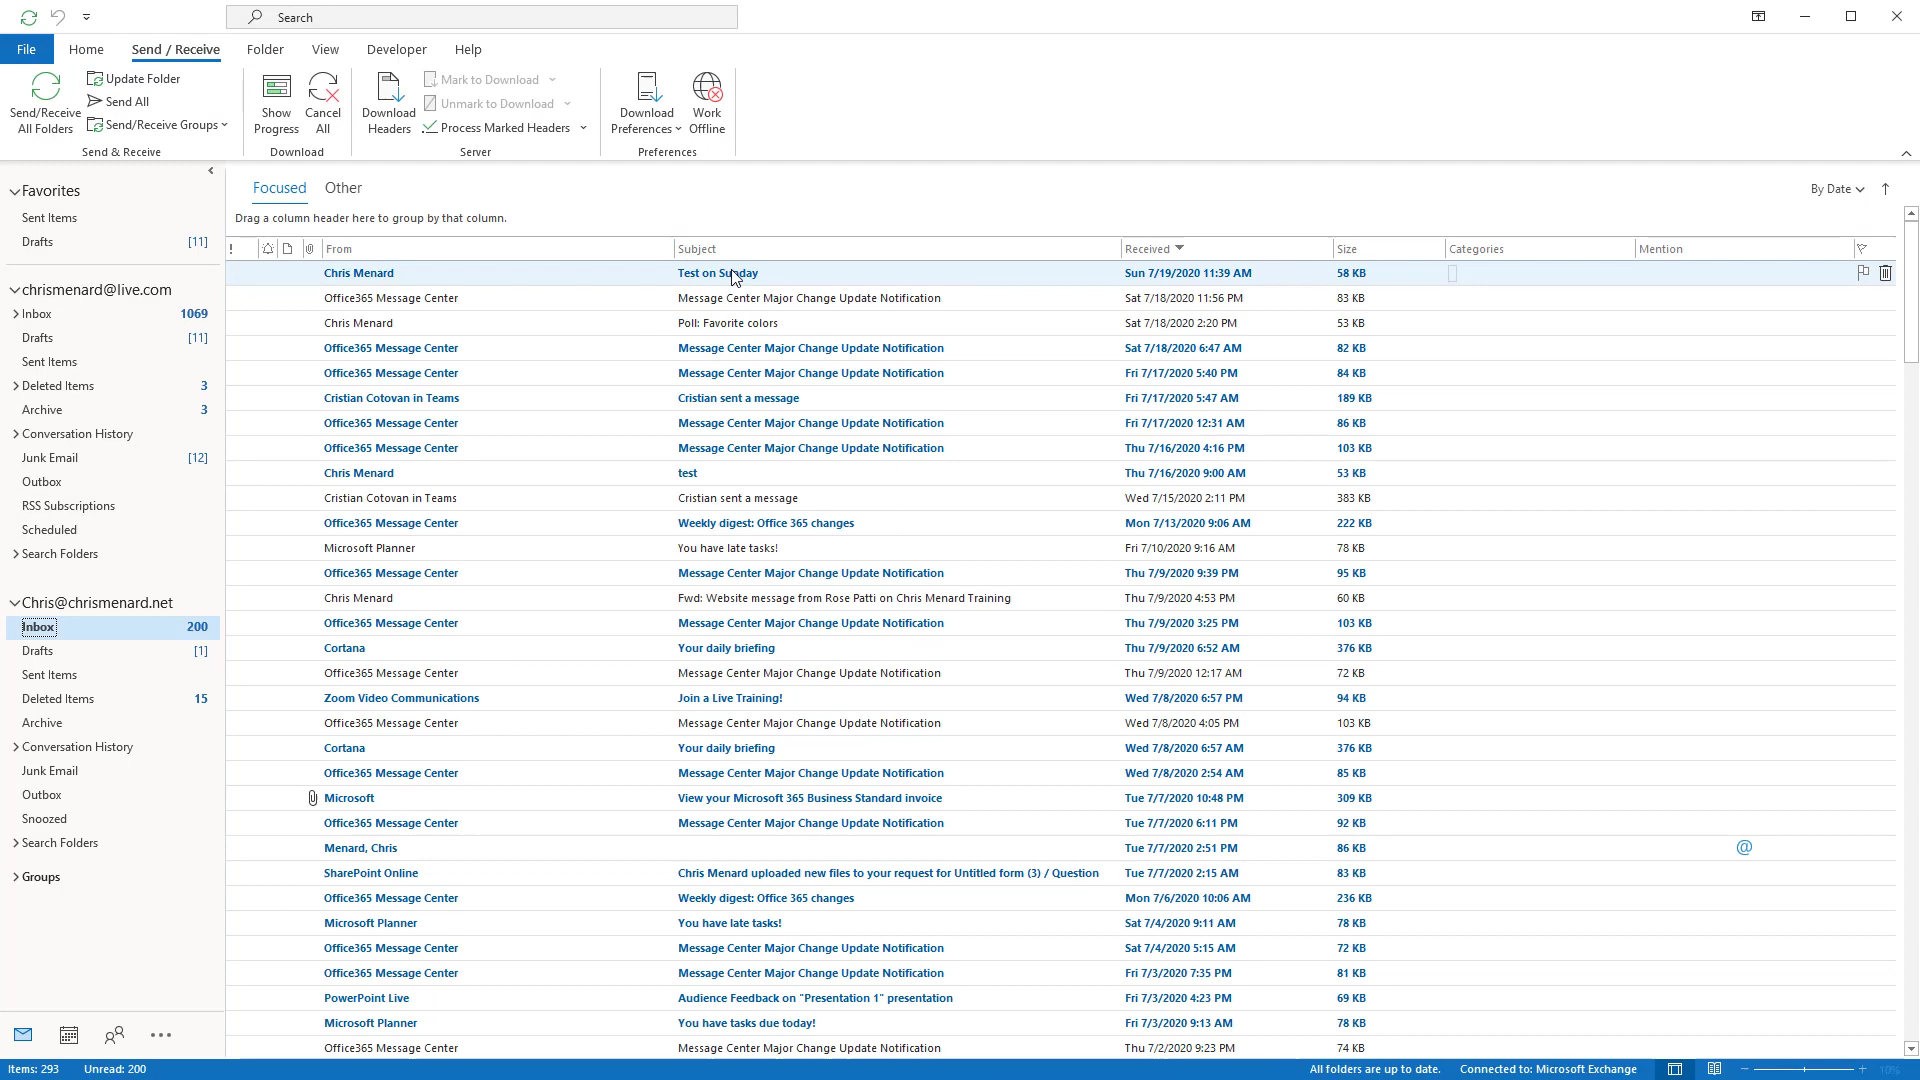 Search
File Home Send / Receive Folder View Developer Help
Send/Receive All Folders
Update Folder
Send All
Send/Receive Groups
Send & Receive
Show Progress
Cancel All
Download
Download Headers
Mark to Download
Unmark to Download
Process Marked Headers
Server
Download Preferences
Work Offline
Preferences
Favorites
Sent Items
Drafts [11]
chrismenard@live.com
Inbox 1069
Drafts [11]
Sent Items
Deleted Items 3
Archive 3
Conversation History
Junk Email [12]
Outbox
RSS Subscriptions
Scheduled
Search Folders
Chris@chrismenard.net
Inbox 200
Drafts [1]
Sent Items
Deleted Items 15
Archive
Conversation History
Junk Email
Outbox
Snoozed
Search Folders
Groups
Focused Other By Date
Drag a column header here to group by that column.
! From Subject Received Size Categories Mention
Chris Menard Test on Sunday Sun 7/19/2020 11:39 AM 58 KB
Office365 Message Center Message Center Major Change Update Notification Sat 7/18/2020 11:56 PM 83 KB
Chris Menard Poll: Favorite colors Sat 7/18/2020 2:20 PM 53 KB
Office365 Message Center Message Center Major Change Update Notification Sat 7/18/2020 6:47 AM 82 KB
Office365 Message Center Message Center Major Change Update Notification Fri 7/17/2020 5:40 PM 84 KB
Cristian Cotovan in Teams Cristian sent a message Fri 7/17/2020 5:47 AM 189 KB
Office365 Message Center Message Center Major Change Update Notification Fri 7/17/2020 12:31 AM 86 KB
Office365 Message Center Message Center Major Change Update Notification Thu 7/16/2020 4:16 PM 103 KB
Chris Menard test Thu 7/16/2020 9:00 AM 53 KB
Cristian Cotovan in Teams Cristian sent a message Wed 7/15/2020 2:11 PM 383 KB
Office365 Message Center Weekly digest: Office 365 changes Mon 7/13/2020 9:06 AM 222 KB
Microsoft Planner You have late tasks! Fri 7/10/2020 9:16 AM 78 KB
Office365 Message Center Message Center Major Change Update Notification Thu 7/9/2020 9:39 PM 95 KB
Chris Menard Fwd: Website message from Rose Patti on Chris Menard Training Thu 7/9/2020 4:53 PM 60 KB
Office365 Message Center Message Center Major Change Update Notification Thu 7/9/2020 3:25 PM 103 KB
Cortana Your daily briefing Thu 7/9/2020 6:52 AM 376 KB
Office365 Message Center Message Center Major Change Update Notification Thu 7/9/2020 12:17 AM 72 KB
Zoom Video Communications Join a Live Training! Wed 7/8/2020 6:57 PM 94 KB
Office365 Message Center Message Center Major Change Update Notification Wed 7/8/2020 4:05 PM 103 KB
Cortana Your daily briefing Wed 7/8/2020 6:57 AM 376 KB
Office365 Message Center Message Center Major Change Update Notification Wed 7/8/2020 2:54 AM 85 KB
Microsoft View your Microsoft 365 Business Standard invoice Tue 7/7/2020 10:48 PM 309 KB
Office365 Message Center Message Center Major Change Update Notification Tue 7/7/2020 6:11 PM 92 KB
Menard, Chris Tue 7/7/2020 2:51 PM 86 KB @
SharePoint Online Chris Menard uploaded new files to your request for Untitled form (3) / Question Tue 7/7/2020 2:15 AM 83 KB
Office365 Message Center Weekly digest: Office 365 changes Mon 7/6/2020 10:06 AM 236 KB
Microsoft Planner You have late tasks! Sat 7/4/2020 9:11 AM 78 KB
Office365 Message Center Message Center Major Change Update Notification Sat 7/4/2020 5:15 AM 72 KB
Office365 Message Center Message Center Major Change Update Notification Fri 7/3/2020 7:35 PM 81 KB
PowerPoint Live Audience Feedback on "Presentation 1" presentation Fri 7/3/2020 4:23 PM 69 KB
Microsoft Planner You have tasks due today! Fri 7/3/2020 9:13 AM 78 KB
Office365 Message Center Message Center Major Change Update Notification Thu 7/2/2020 9:23 PM 74 KB
Items: 293 Unread: 200 All folders are up to date. Connected to: Microsoft Exchange